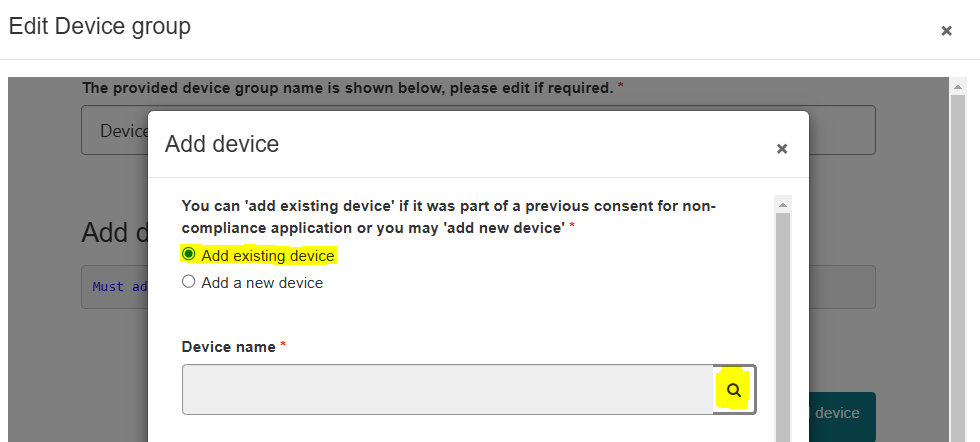 Edit Device group
×
The provided device group name is shown below, please edit if required. *
Device
Add device
×
You can 'add existing device' if it was part of a previous consent for non-
compliance application or you may 'add new device' *
Add d
Add existing device
Must ad
Add a new device
Device name *
device